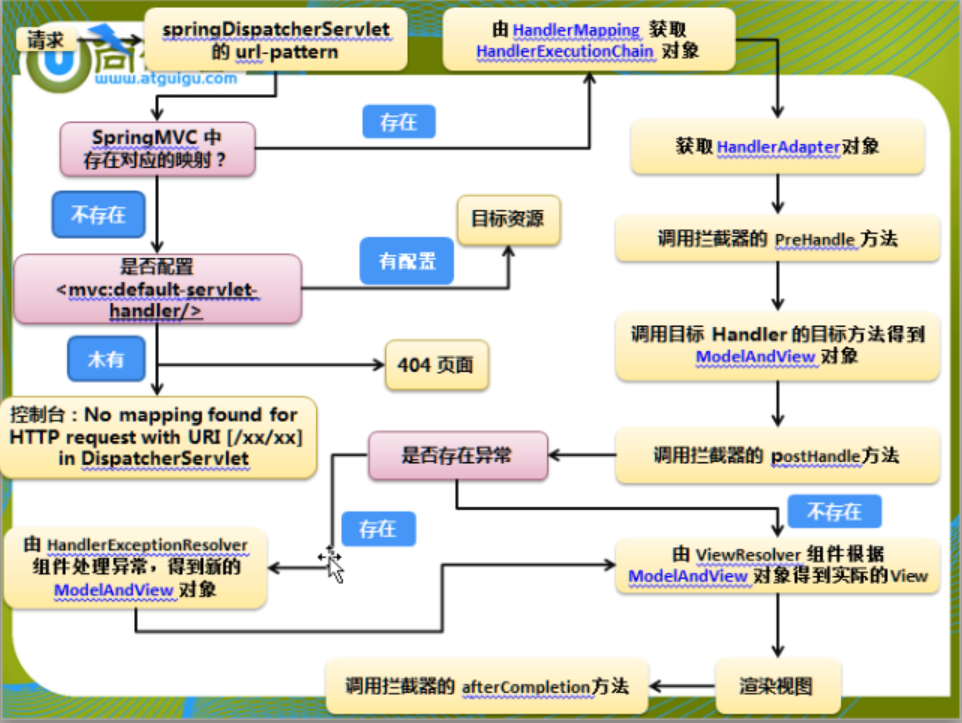 请求
springDispatcherServlet
的 url-pattern
由 HandlerMapping 获取
HandlerExecutionChain 对象
www.atguigu.com
SpringMVC 中
存在对应的映射？
存在
获取 HandlerAdapter对象
不存在
目标资源
调用拦截器的 PreHandle 方法
是否配置
<mvc:default-servlet-
handler/>
有配置
调用目标 Handler 的目标方法得到
ModelAndView 对象
木有
404 页面
控制台：No mapping found for
HTTP request with URI [/xx/xx]
in DispatcherServlet
是否存在异常
调用拦截器的 postHandle方法
存在
不存在
由 HandlerExceptionResolver
组件处理异常，得到新的
ModelAndView 对象
由 ViewResolver 组件根据
ModelAndView 对象得到实际的View
调用拦截器的 afterCompletion方法
渲染视图